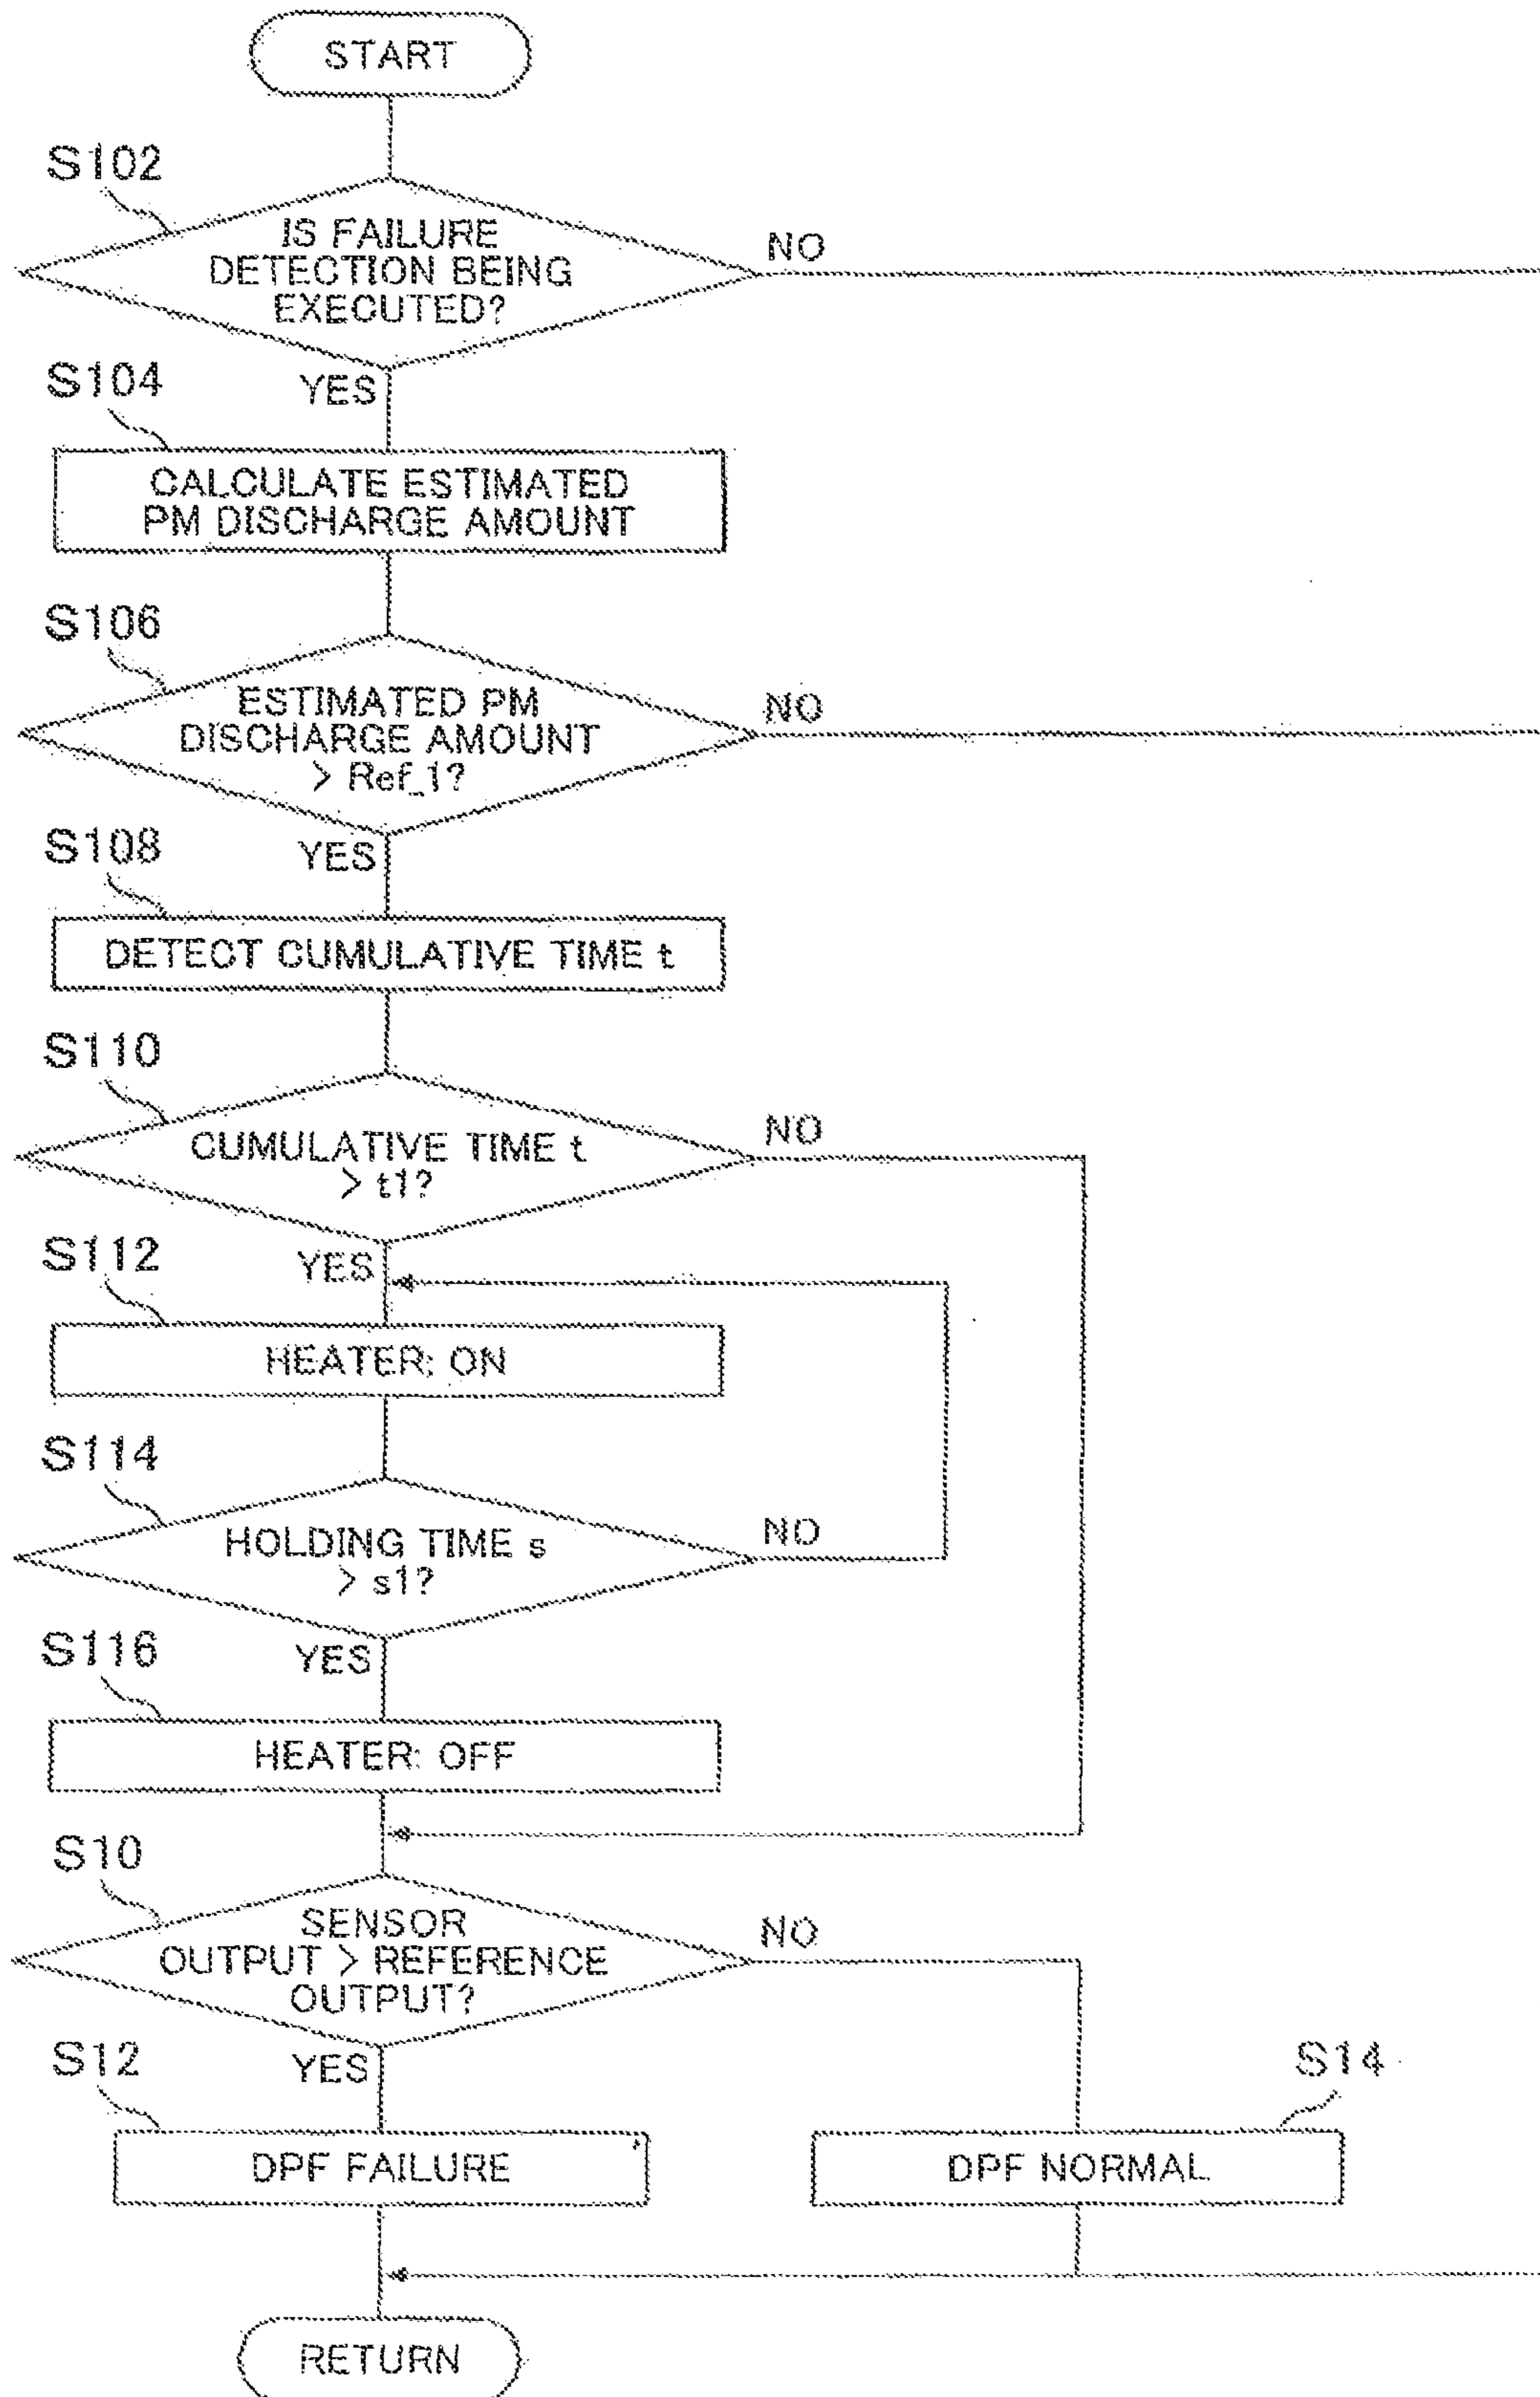 START
S102
IS FAILURE
DETECTION BEING
EXECUTED?
NO
YES
S104
CALCULATE ESTIMATED
PM DISCHARGE AMOUNT
S106
ESTIMATED PM
DISCHARGE AMOUNT
> Ref_1?
NO
YES
S108
DETECT CUMULATIVE TIME t
S110
CUMULATIVE TIME t
> t1?
NO
YES
S112
HEATER: ON
S114
HOLDING TIME s
> s1?
NO
YES
S116
HEATER: OFF
S10
SENSOR
OUTPUT > REFERENCE
OUTPUT?
NO
YES
S12
DPF FAILURE
S14
DPF NORMAL
RETURN